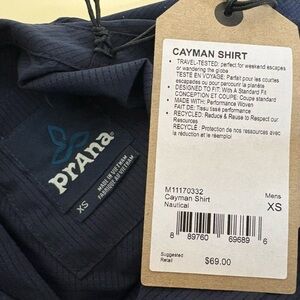 prAna
MADE IN VIETNAM
FABRIQUÉ AU VIETNAM
XS
CAYMAN SHIRT
• TRAVEL-TESTED: perfect for weekend escapes
or wandering the globe
TESTÉ EN VOYAGE: Parfait pour les courtes
escapades ou pour parcourir la planète
• DESIGNED TO FIT: With A Standard Fit
CONCEPTION ET COUPE: Coupe standard
• MADE WITH: Performance Woven
FAIT DE: Tissu tissé performant
• RECYCLED: Reduce & Reuse to Respect our
Resources
RECYCLÉ: Protection de nos ressources avec
la réduction et le réemploi
M11170332
Cayman Shirt
Nautical
Mens
XS
8 89760 69689 6
Suggested
Retail $69.00